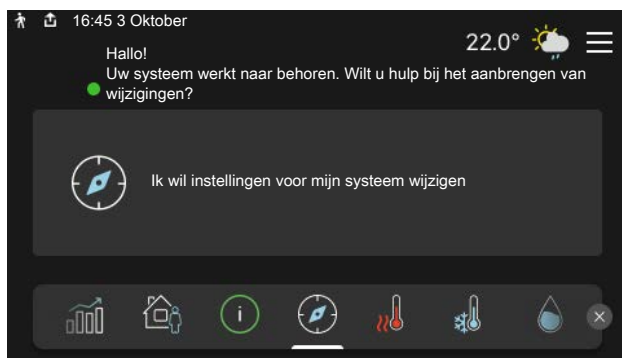 16:45 3 Oktober
22.0°
Hallo!
Uw systeem werkt naar behoren. Wilt u hulp bij het aanbrengen van
wijzigingen?
Ik wil instellingen voor mijn systeem wijzigen
i